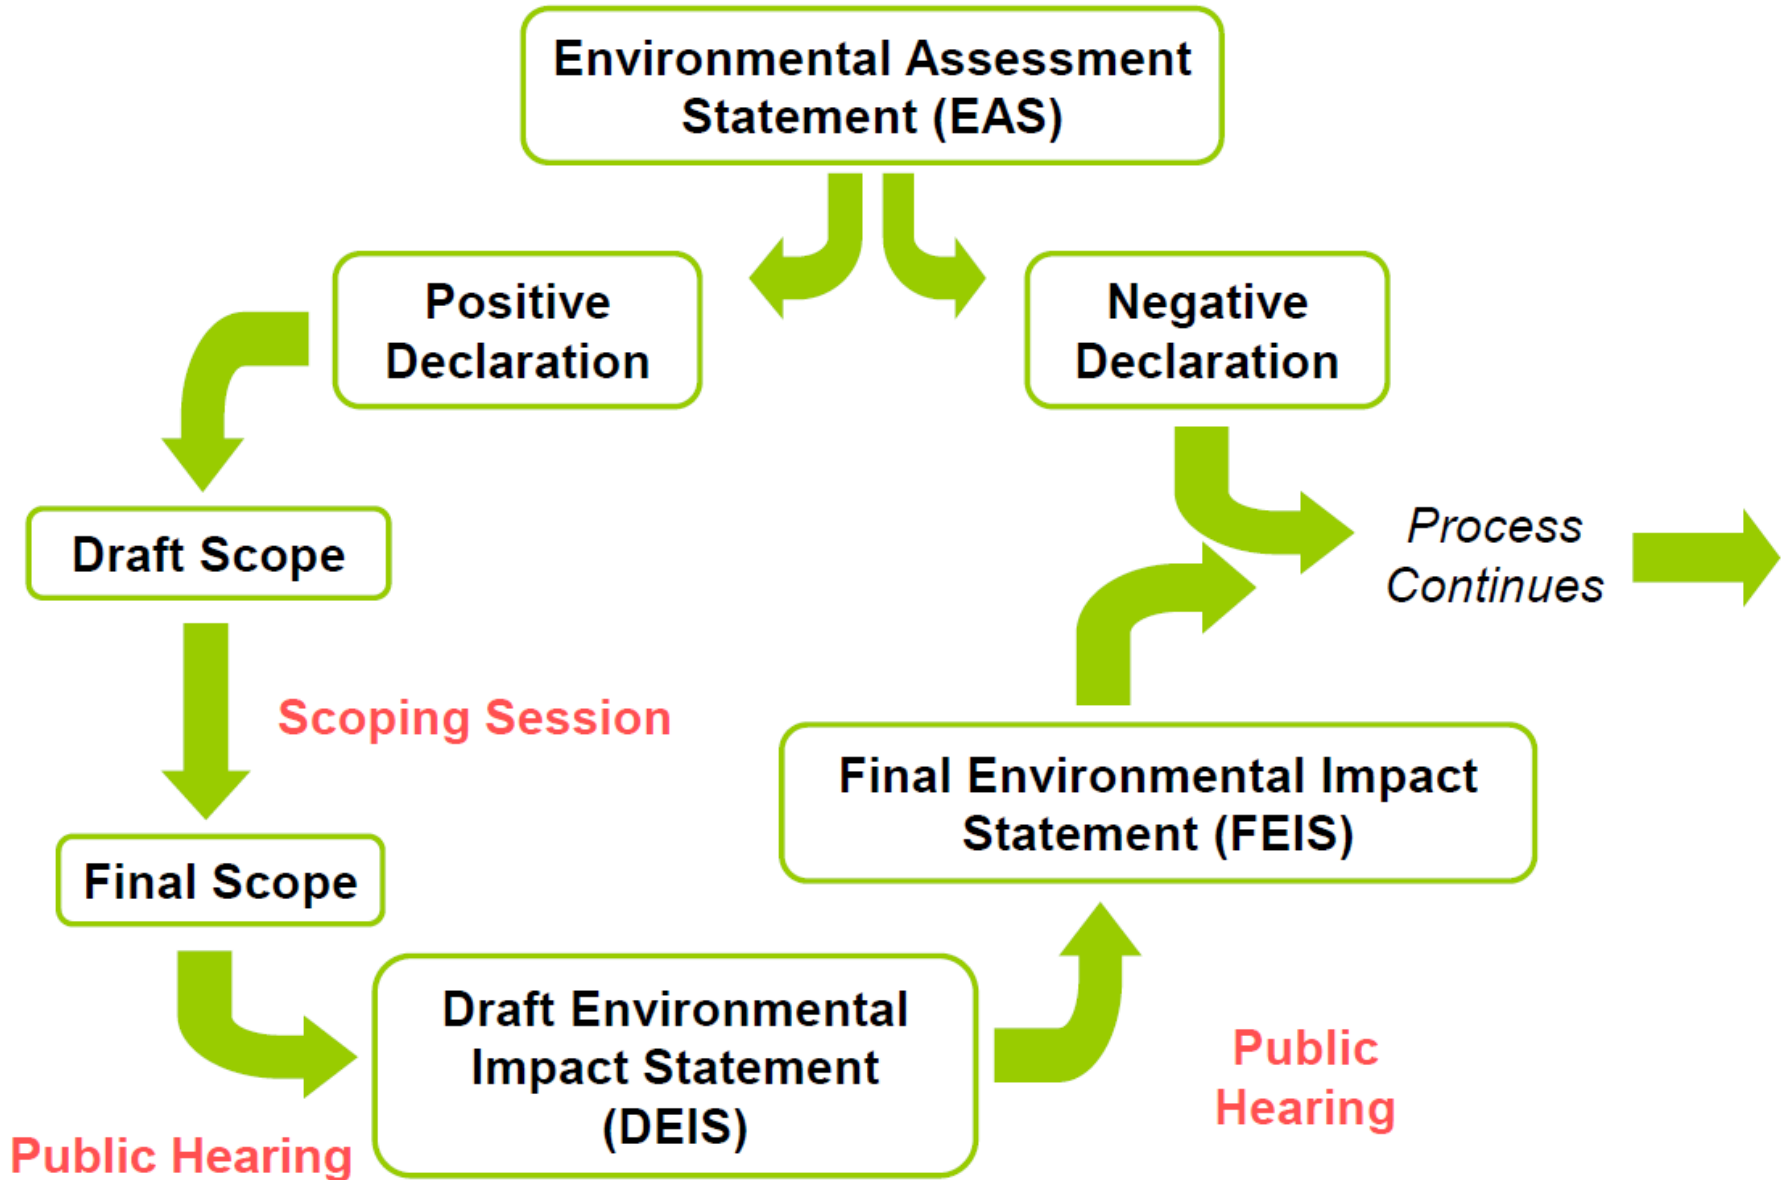 Environmental Assessment
Statement (EAS)
Positive
Declaration
Negative
Declaration
Draft Scope
Process
Continues
Scoping Session
Final Environmental Impact
Statement (FEIS)
Final Scope
Draft Environmental
Impact Statement
(DEIS)
Public
Hearing
Public Hearing